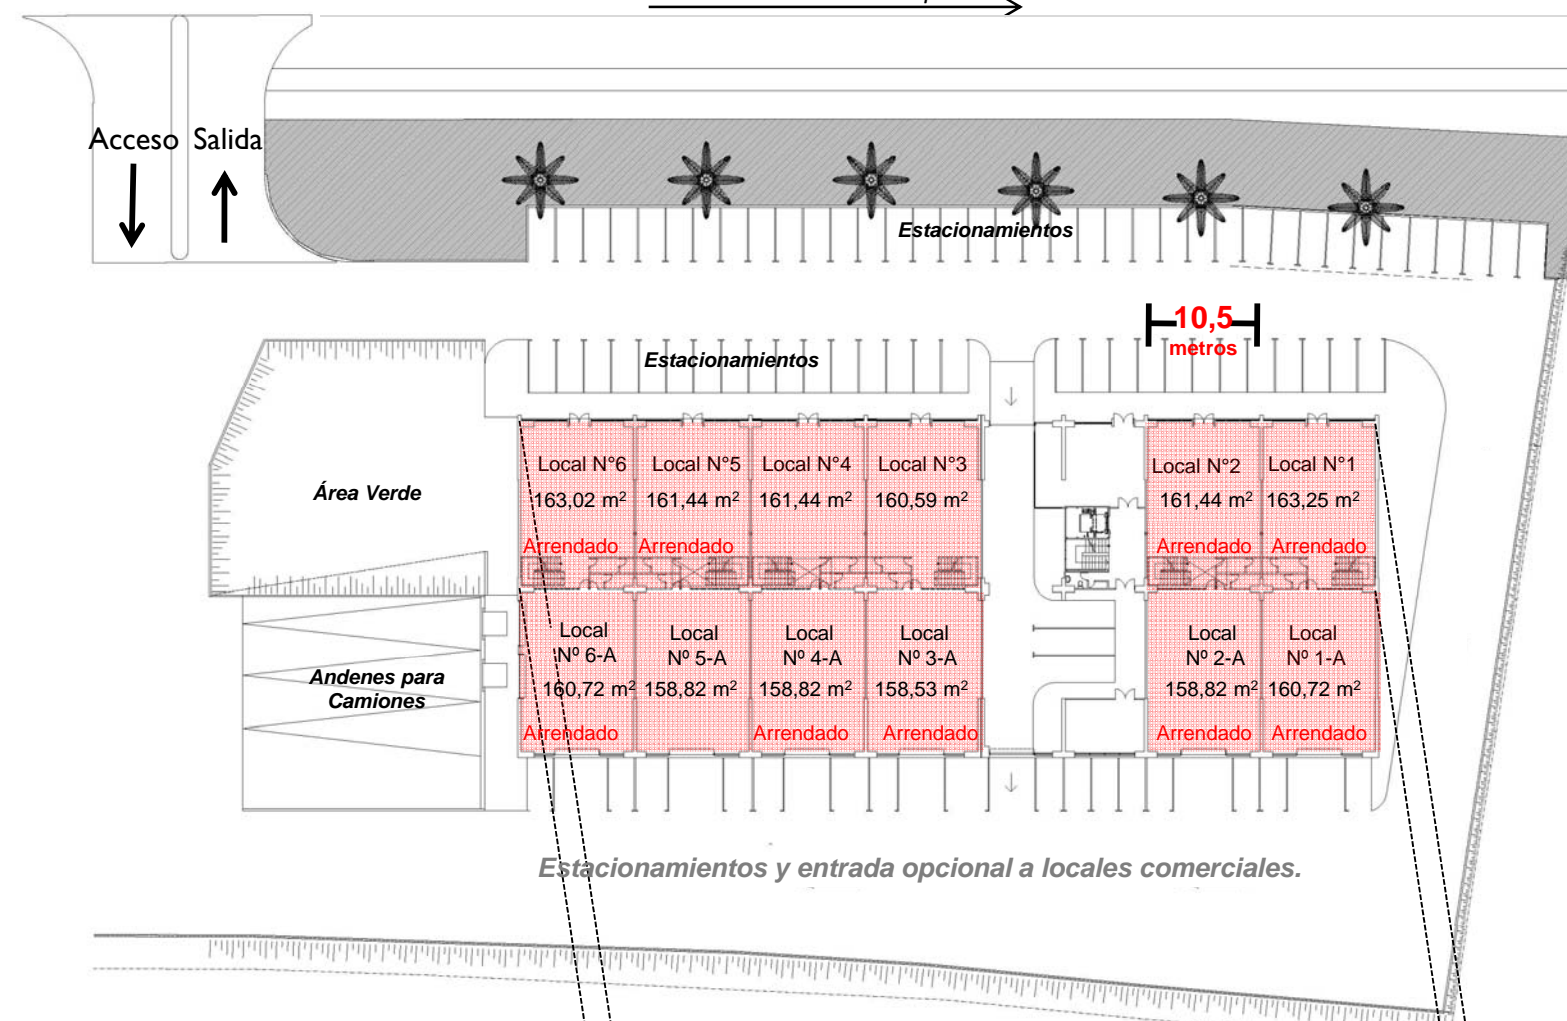 Acceso Salida
Estacionamientos
10,5
metros
Estacionamientos
Área Verde
Local N°6
163,02 m²
Arrendado
Local N°5
161,44 m²
Arrendado
Local N°4
161,44 m²
Local N°3
160,59 m²
Local N°2
161,44 m²
Arrendado
Local N°1
163,25 m²
Arrendado
Andenes para
Camiones
Local
Nº 6-A
160,72 m²
Arrendado
Local
Nº 5-A
158,82 m²
Local
Nº 4-A
158,82 m²
Arrendado
Local
Nº 3-A
158,53 m²
Arrendado
Local
Nº 2-A
158,82 m²
Arrendado
Local
Nº 1-A
160,72 m²
Arrendado
Estacionamientos y entrada opcional a locales comerciales.